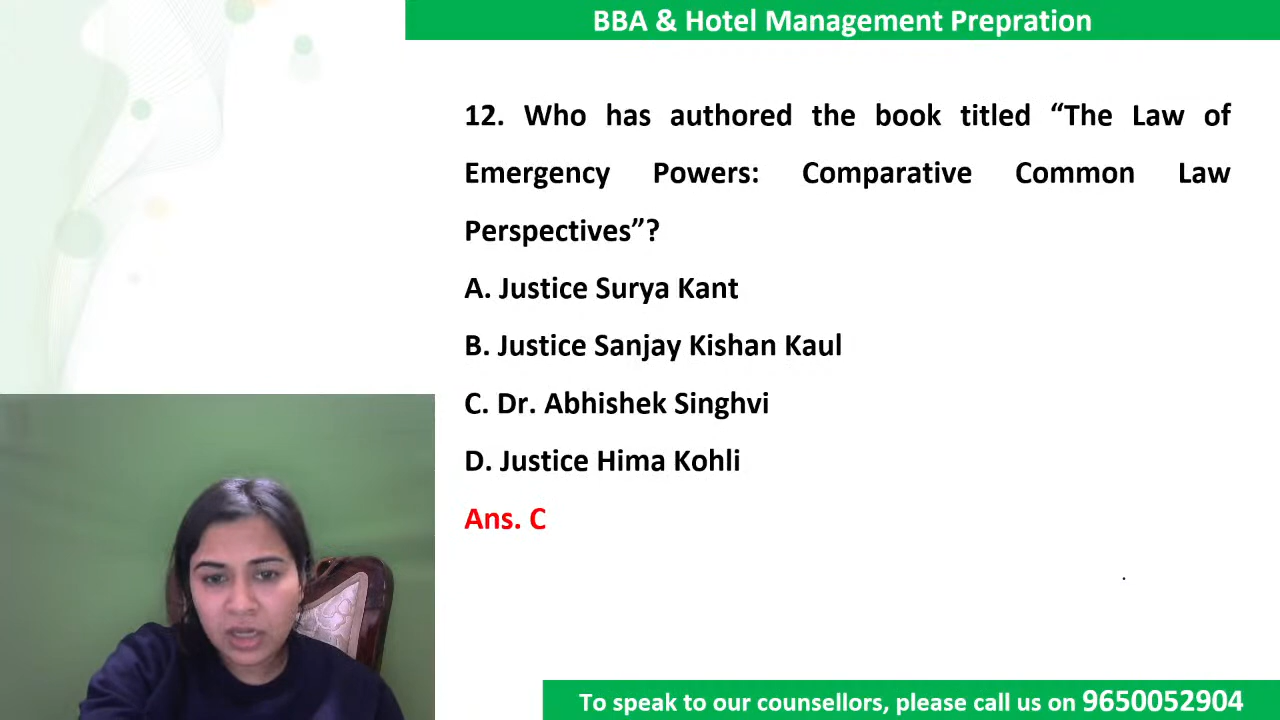 BBA & Hotel Management Prepration
12. Who has authored the book titled “The Law of
Emergency Powers: Comparative Common Law
Perspectives”?
A. Justice Surya Kant
B. Justice Sanjay Kishan Kaul
C. Dr. Abhishek Singhvi
D. Justice Hima Kohli
Ans. C
To speak to our counsellors, please call us on 9650052904